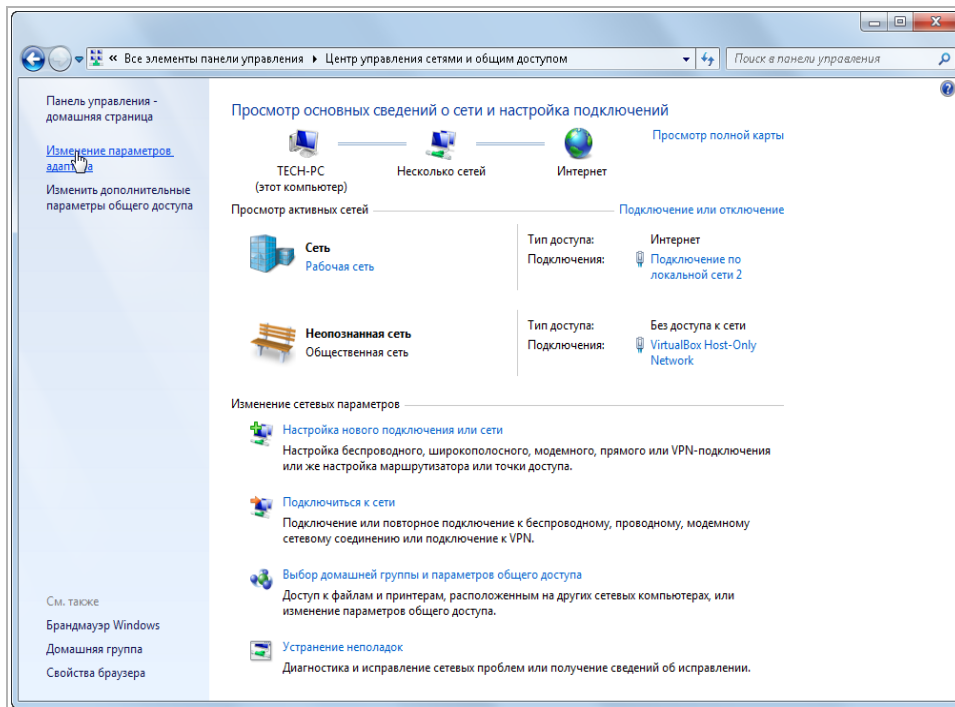 « Все элементы панели управления Центр управления сетями и общим доступом
Поиск в панели управления
Панель управления -
домашняя страница
Изменение параметров
адаптера
Изменить дополнительные
параметры общего доступа
Просмотр основных сведений о сети и настройка подключений
Просмотр полной карты
TECH-PC
(этот компьютер)
Несколько сетей
Интернет
Просмотр активных сетей
Подключение или отключение
Сеть
Рабочая сеть
Тип доступа: Интернет
Подключения: Подключение по
локальной сети 2
Неопознанная сеть
Общественная сеть
Тип доступа: Без доступа к сети
Подключения: VirtualBox Host-Only
Network
Изменение сетевых параметров
Настройка нового подключения или сети
Настройка беспроводного, широкополосного, модемного, прямого или VPN-подключения
или же настройка маршрутизатора или точки доступа.
Подключиться к сети
Подключение или повторное подключение к беспроводному, проводному, модемному
сетевому соединению или подключение к VPN.
Выбор домашней группы и параметров общего доступа
Доступ к файлам и принтерам, расположенным на других сетевых компьютерах, или
изменение параметров общего доступа.
Устранение неполадок
Диагностика и исправление сетевых проблем или получение сведений об исправлении.
См. также
Брандмауэр Windows
Домашняя группа
Свойства браузера